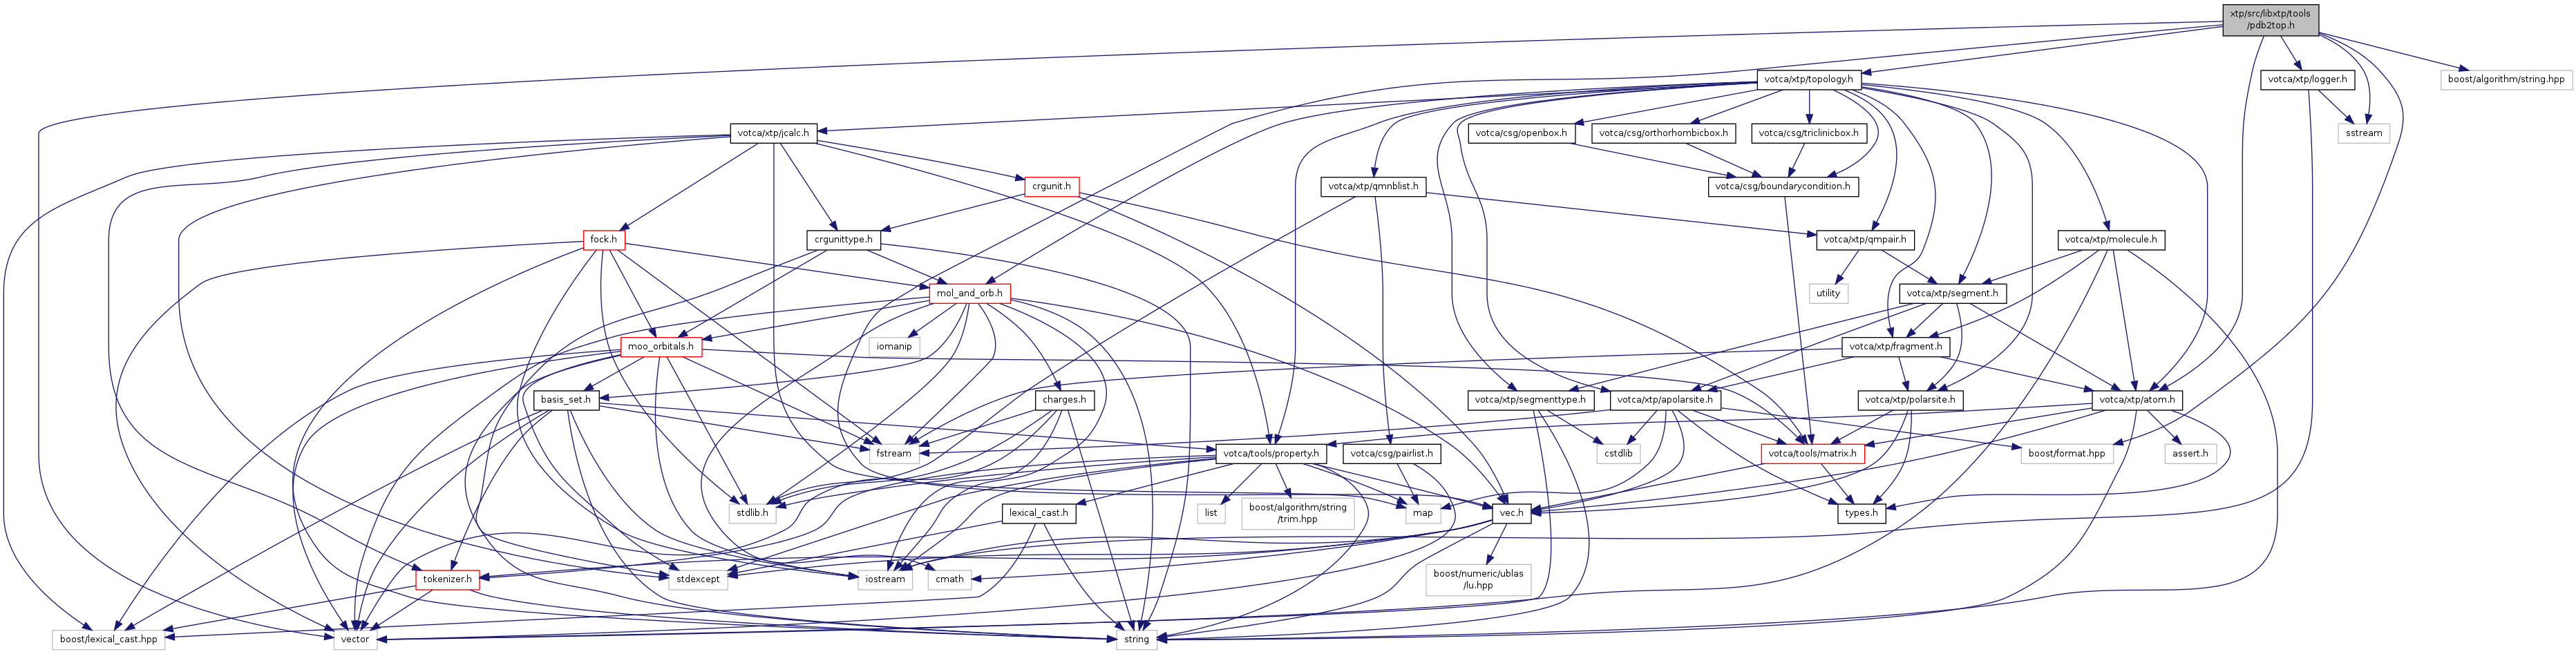 xtp/src/libxtp/tools
/pdb2top.h
votca/xtp/topology.h
votca/xtp/logger.h
boost/algorithm/string.hpp
votca/xtp/jcalc.h
votca/csg/openbox.h
votca/csg/orthorhombicbox.h
votca/csg/triclinicbox.h
sstream
crgunit.h
votca/xtp/qmnblist.h
votca/csg/boundarycondition.h
fock.h
crgunittype.h
votca/xtp/qmpair.h
votca/xtp/molecule.h
mol_and_orb.h
utility
votca/xtp/segment.h
moo_orbitals.h
iomanip
votca/xtp/fragment.h
basis_set.h
charges.h
votca/xtp/segmenttype.h
votca/xtp/apolarsite.h
votca/xtp/polarsite.h
votca/xtp/atom.h
fstream
votca/tools/property.h
votca/csg/pairlist.h
cstdlib
votca/tools/matrix.h
boost/format.hpp
assert.h
stdlib.h
lexical_cast.h
list
boost/algorithm/string
/trim.hpp
map
vec.h
types.h
tokenizer.h
stdexcept
iostream
cmath
boost/numeric/ublas
/lu.hpp
boost/lexical_cast.hpp
vector
string